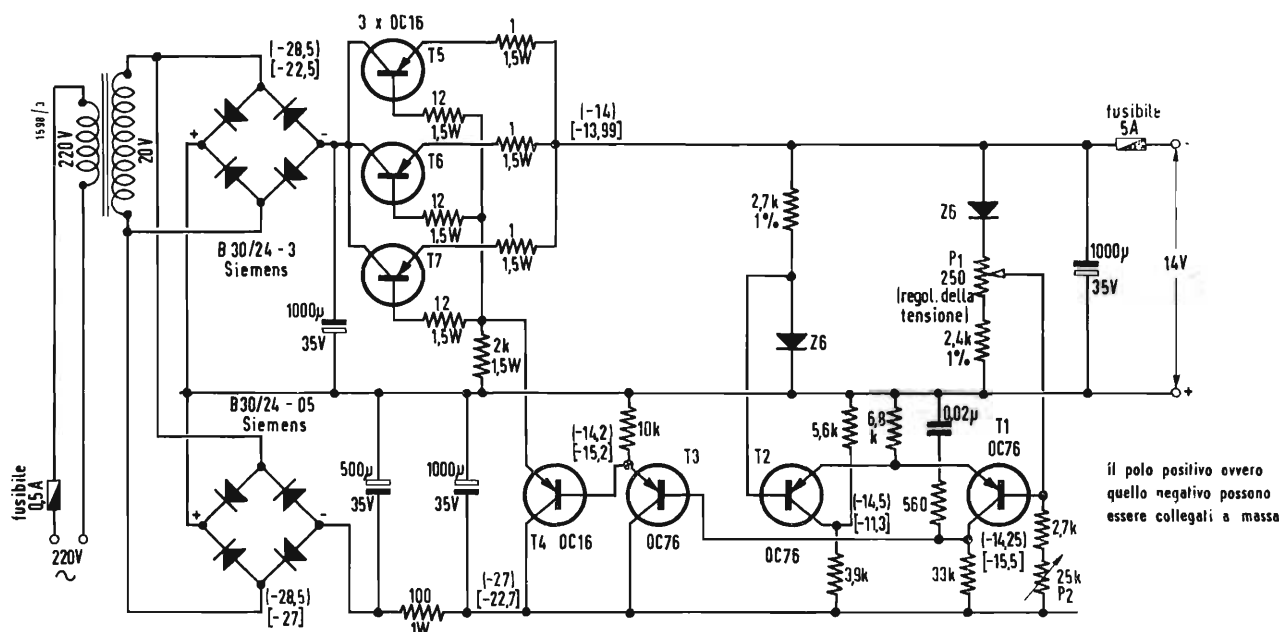 3 x OC16
(-28,5)
[-22,5]
T5
1
1,5W
12
1,5W
(-14)
[-13,99]
fusibile
5A
-
1598/3
220V
20V
+
-
T6
1
1,5W
12
1,5W
2,7k
1%
Z6
B30/24-3
Siemens
T7
1
1,5W
P1
250
(regol. della
tensione)
1000µ
35V
14V
1000µ
35V
12
1,5W
2k
1,5W
Z6
2,4k
1%
+
B30/24-05
Siemens
fusibile
0,5A
220V
+
-
500µ
35V
1000µ
35V
(-14,2)
[-15,2]
10k
T3
T2
5,6k
6,8
k
0,02µ
T1
OC76
(-14,5)
[-11,3]
560
il polo positivo ovvero
quello negativo possono
essere collegati a massa
T4 OC16
OC76
OC76
(-14,25)
[-15,5]
2,7k
(-28,5)
[-27]
100
1W
(-27)
[-22,7]
3,9k
33k
25k
P2